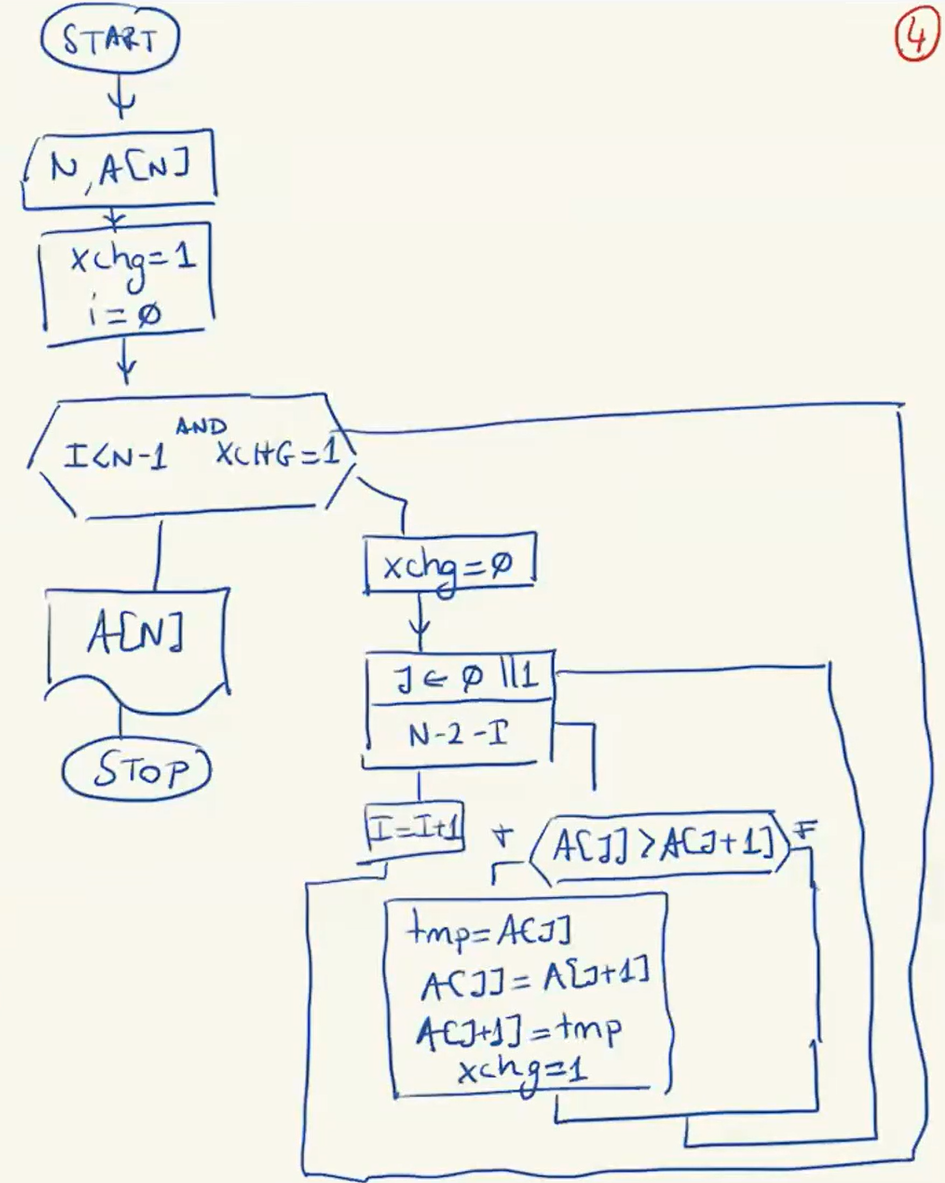 START
4
N, A[N]
xchg=1
i=Ø
AND
I<N-1 XCHG=1
xchg=Ø
A[N]
J ← Ø ||1
N-2-I
STOP
I=I+1
T
A[J]>A[J+1]
F
tmp=A[J]
A[J]=A[J+1]
A[J+1]=tmp
xchg=1